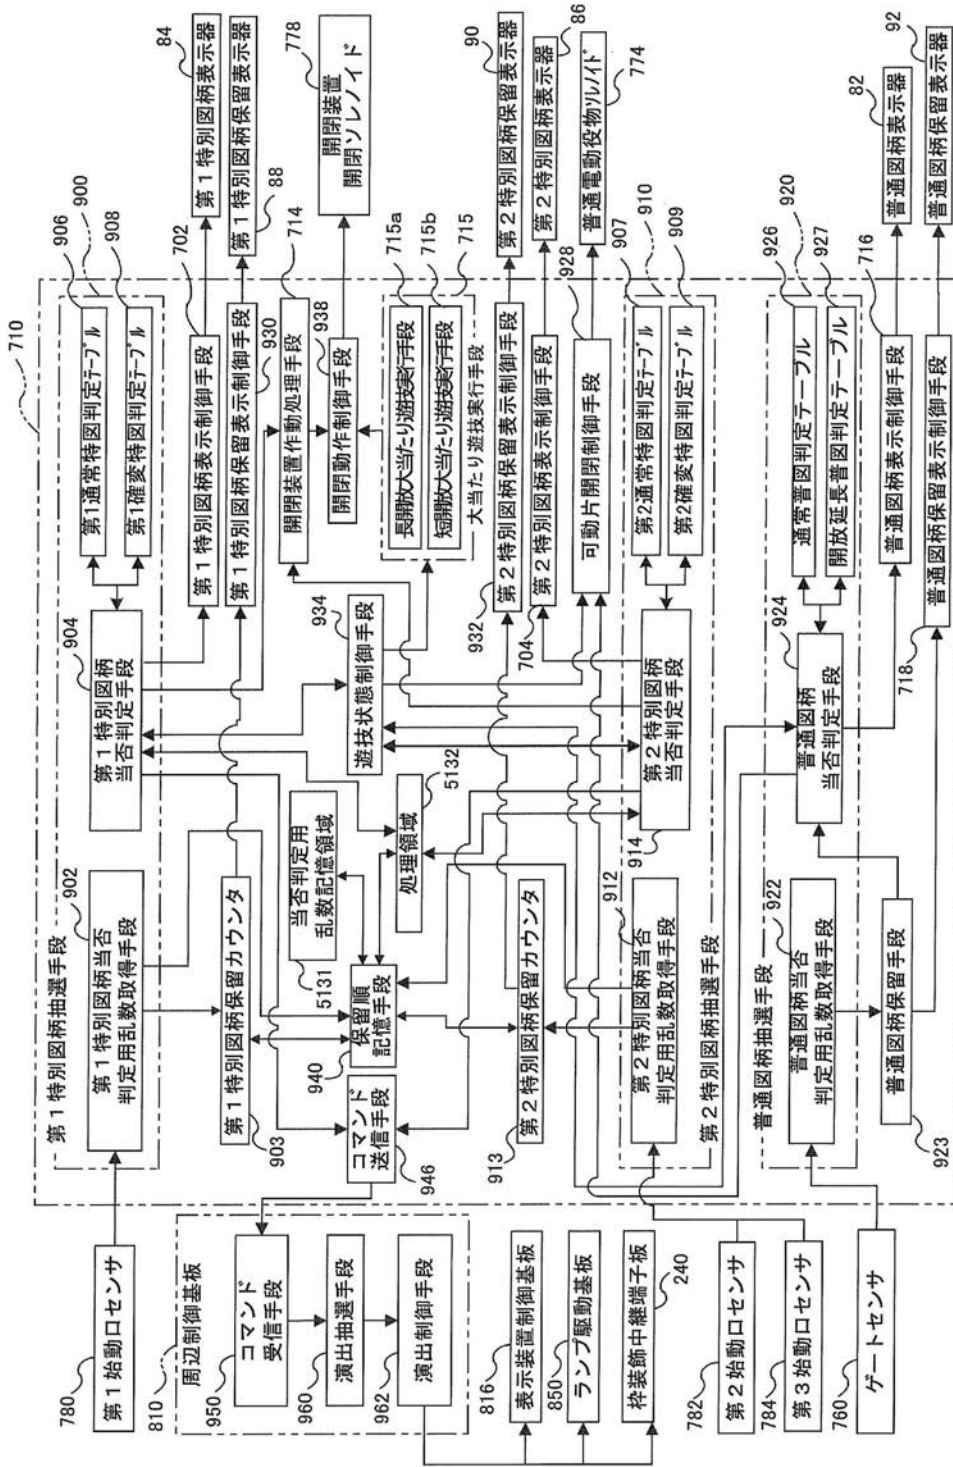 710
780
第1始動口センサ
第1特別図柄抽選手段
902
第1特別図柄当否
判定用乱数取得手段
904
第1特別図柄
当否判定手段
906
900
第1通常特図判定テーブル
908
第1確変特図判定テーブル
702
第1特別図柄表示制御手段
84
第1特別図柄表示器
第1特別図柄保留カウンタ
903
930
第1特別図柄保留表示制御手段
88
第1特別図柄保留表示器
714
開閉装置作動処理手段
938
開閉動作制御手段
778
開閉装置
開閉ソレノイド
周辺制御基板
810
950
コマンド
受信手段
960
演出抽選手段
962
演出制御手段
コマンド
送信手段
946
保留順
記憶手段
940
当否判定用
乱数記憶領域
5131
処理領域
5132
934
遊技状態制御手段
715a
長開放大当たり遊技実行手段
715b
短開放大当たり遊技実行手段
大当たり遊技実行手段
715
816
表示装置制御基板
850
ランプ駆動基板
枠装飾中継端子板
240
第2特別図柄保留カウンタ
913
932
第2特別図柄保留表示制御手段
90
第2特別図柄保留表示器
704
第2特別図柄表示制御手段
86
第2特別図柄表示器
928
可動片開閉制御手段
普通電動役物ソレノイド
774
782
第2始動口センサ
784
第3始動口センサ
912
第2特別図柄当否
判定用乱数取得手段
第2特別図柄抽選手段
第2特別図柄
当否判定手段
914
907
910
第2通常特図判定テーブル
909
第2確変特図判定テーブル
760
ゲートセンサ
普通図柄抽選手段
922
普通図柄当否
判定用乱数取得手段
924
普通図柄
当否判定手段
926
920
通常普図判定テーブル
927
開放延長普図判定テーブル
716
普通図柄表示制御手段
82
普通図柄表示器
普通図柄保留手段
923
718
普通図柄保留表示制御手段
92
普通図柄保留表示器